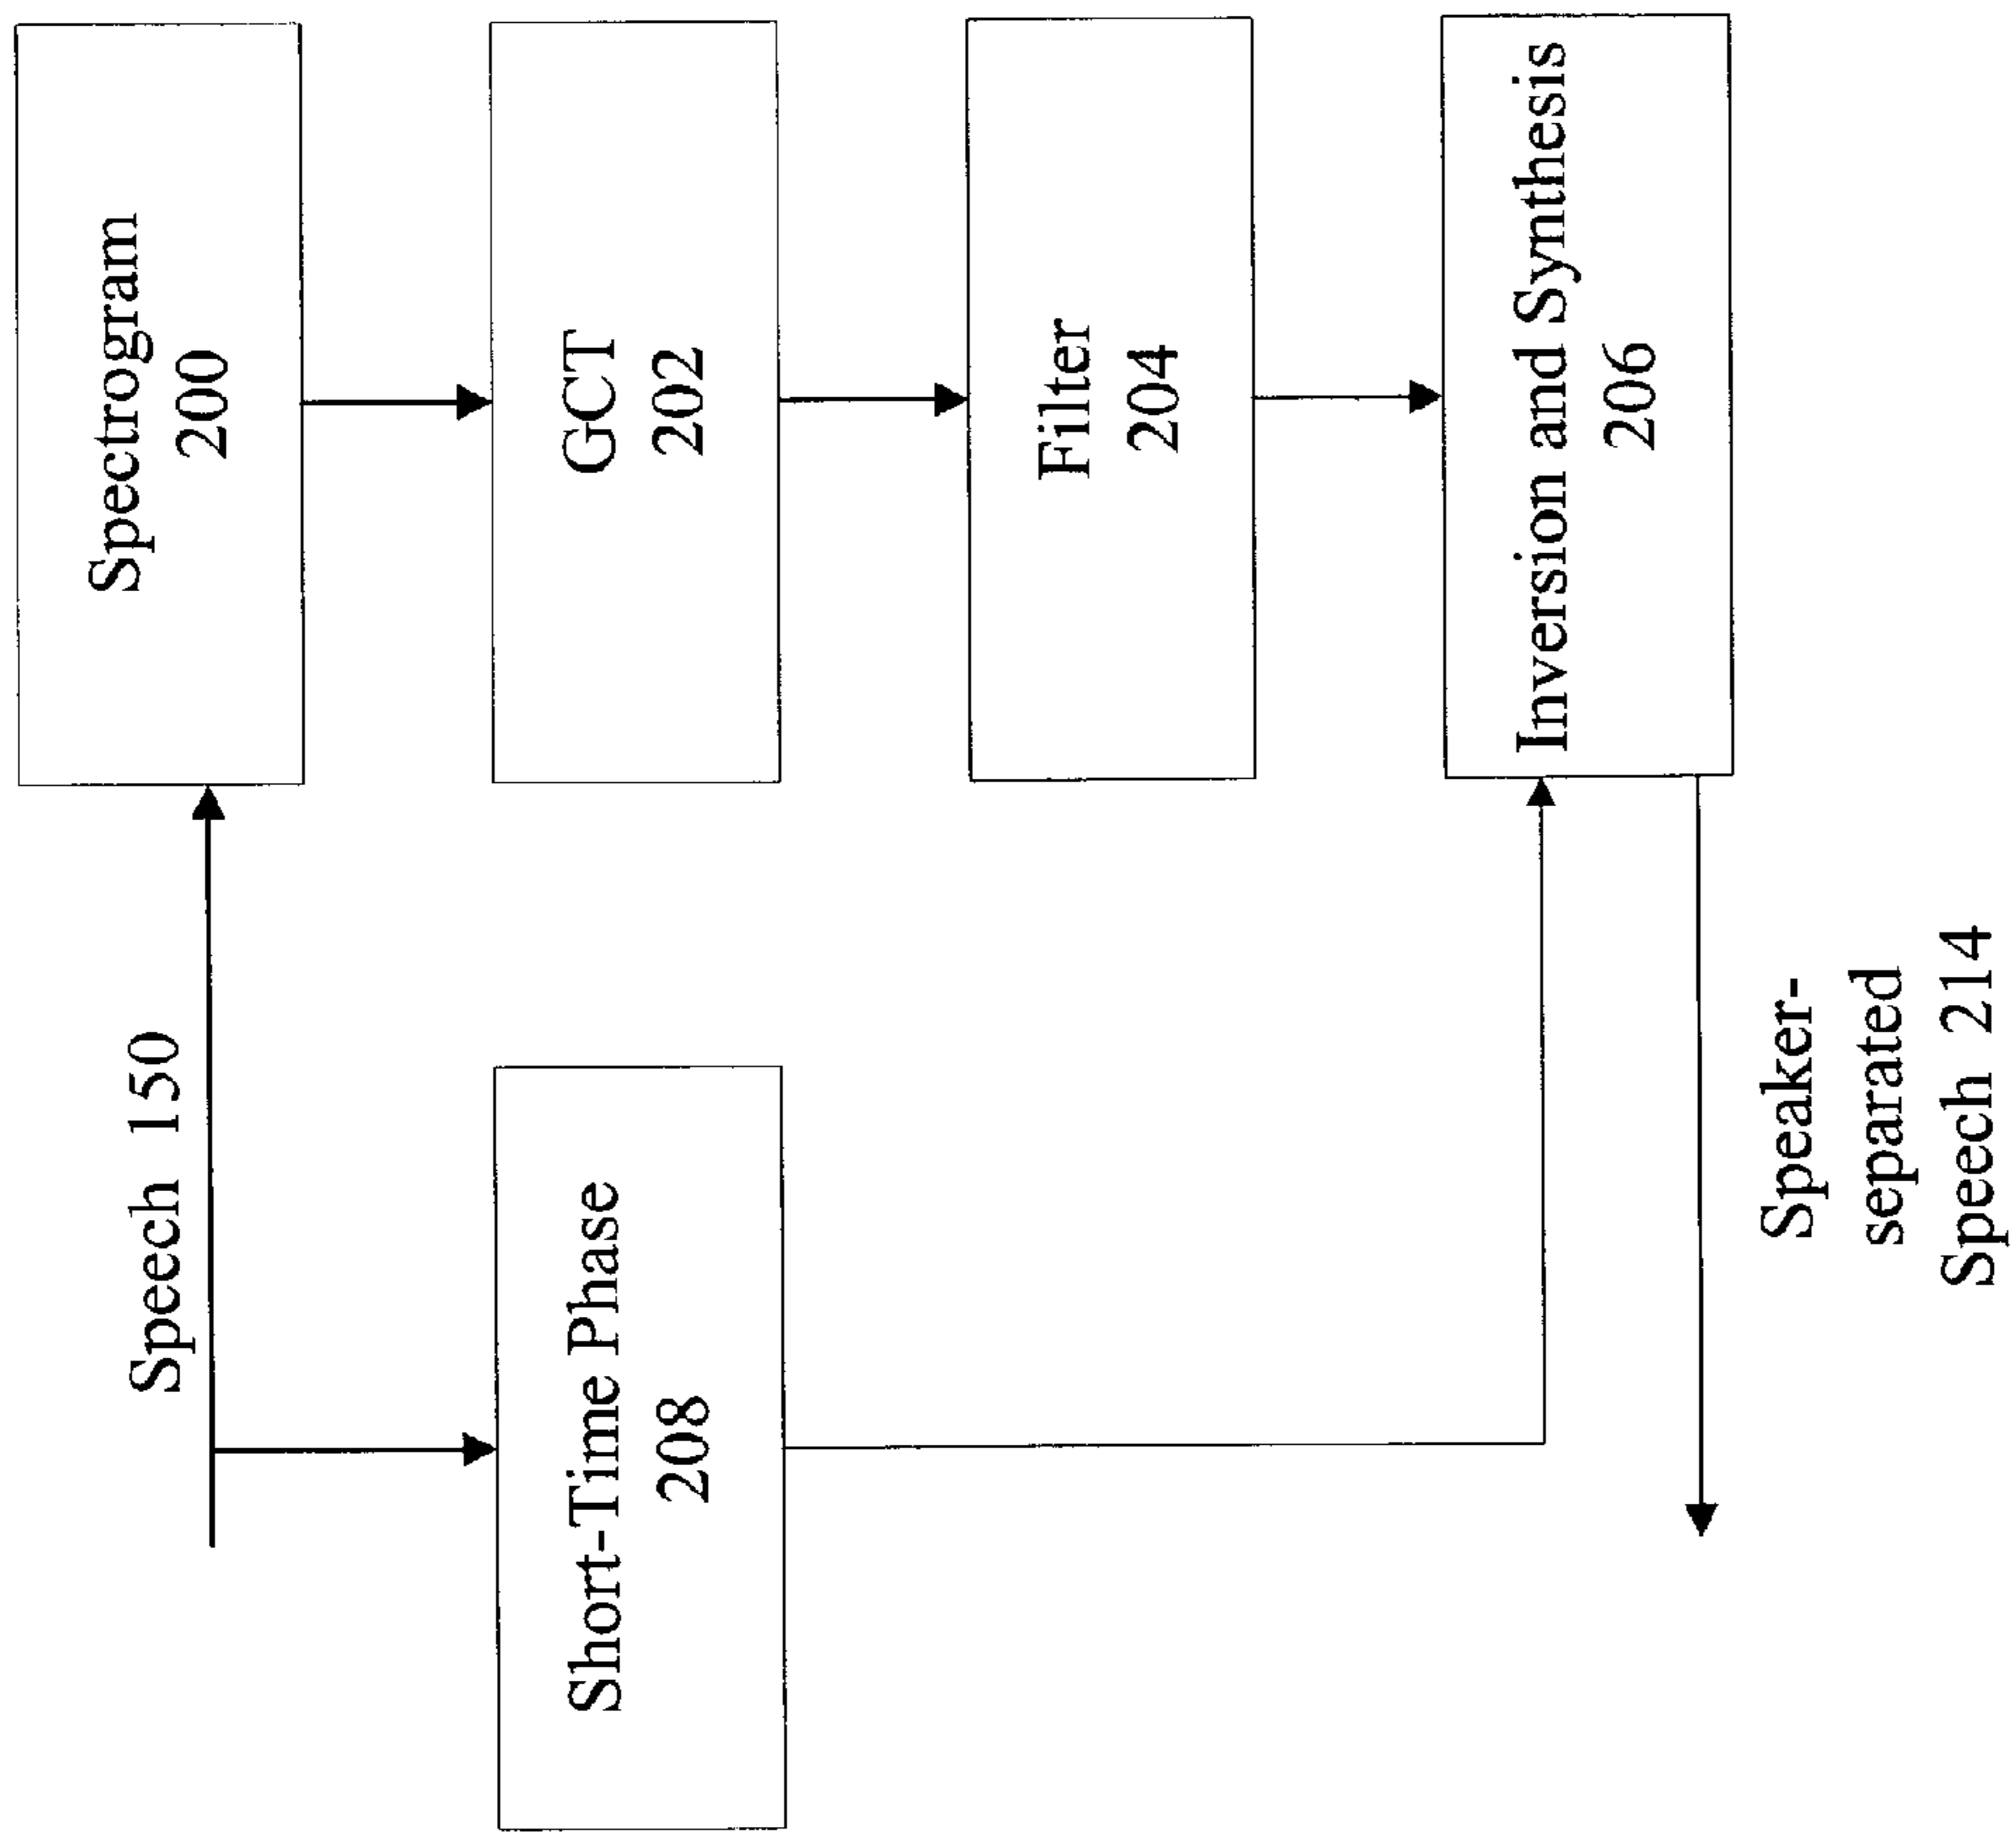 Speech 150
Spectrogram
200
GCT
202
Filter
204
Inversion and Synthesis
206
Short-Time Phase
208
Speaker-
separated
Speech 214